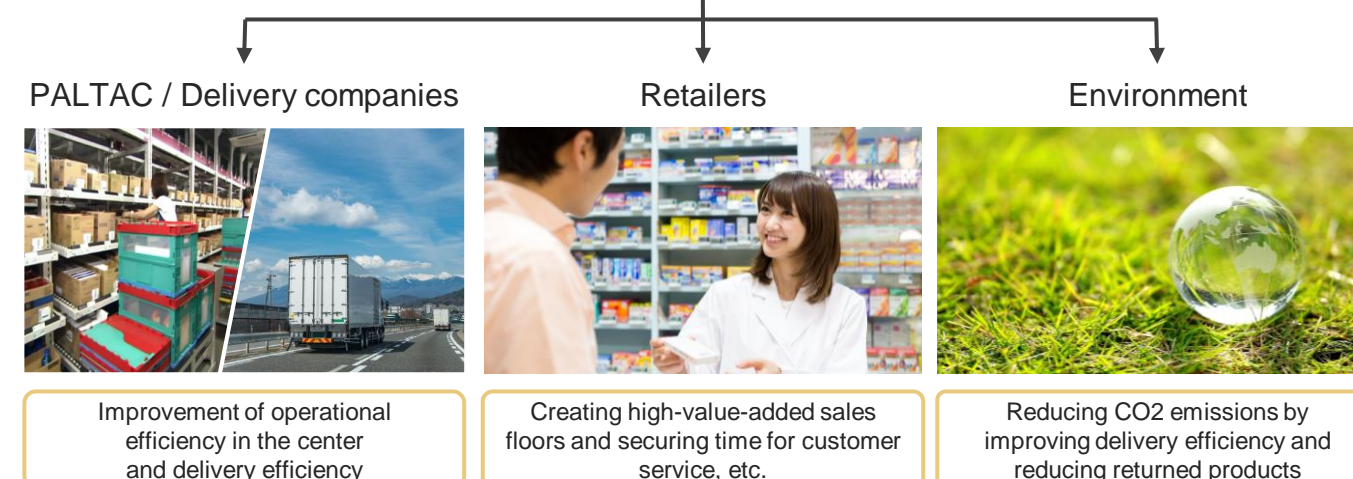 PALTAC / Delivery companies
Retailers
Environment
Improvement of operational
efficiency in the center
and delivery efficiency
Creating high-value-added sales
floors and securing time for customer
service, etc.
Reducing CO2 emissions by
improving delivery efficiency and
reducing returned products